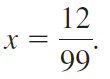 x = 12/99.